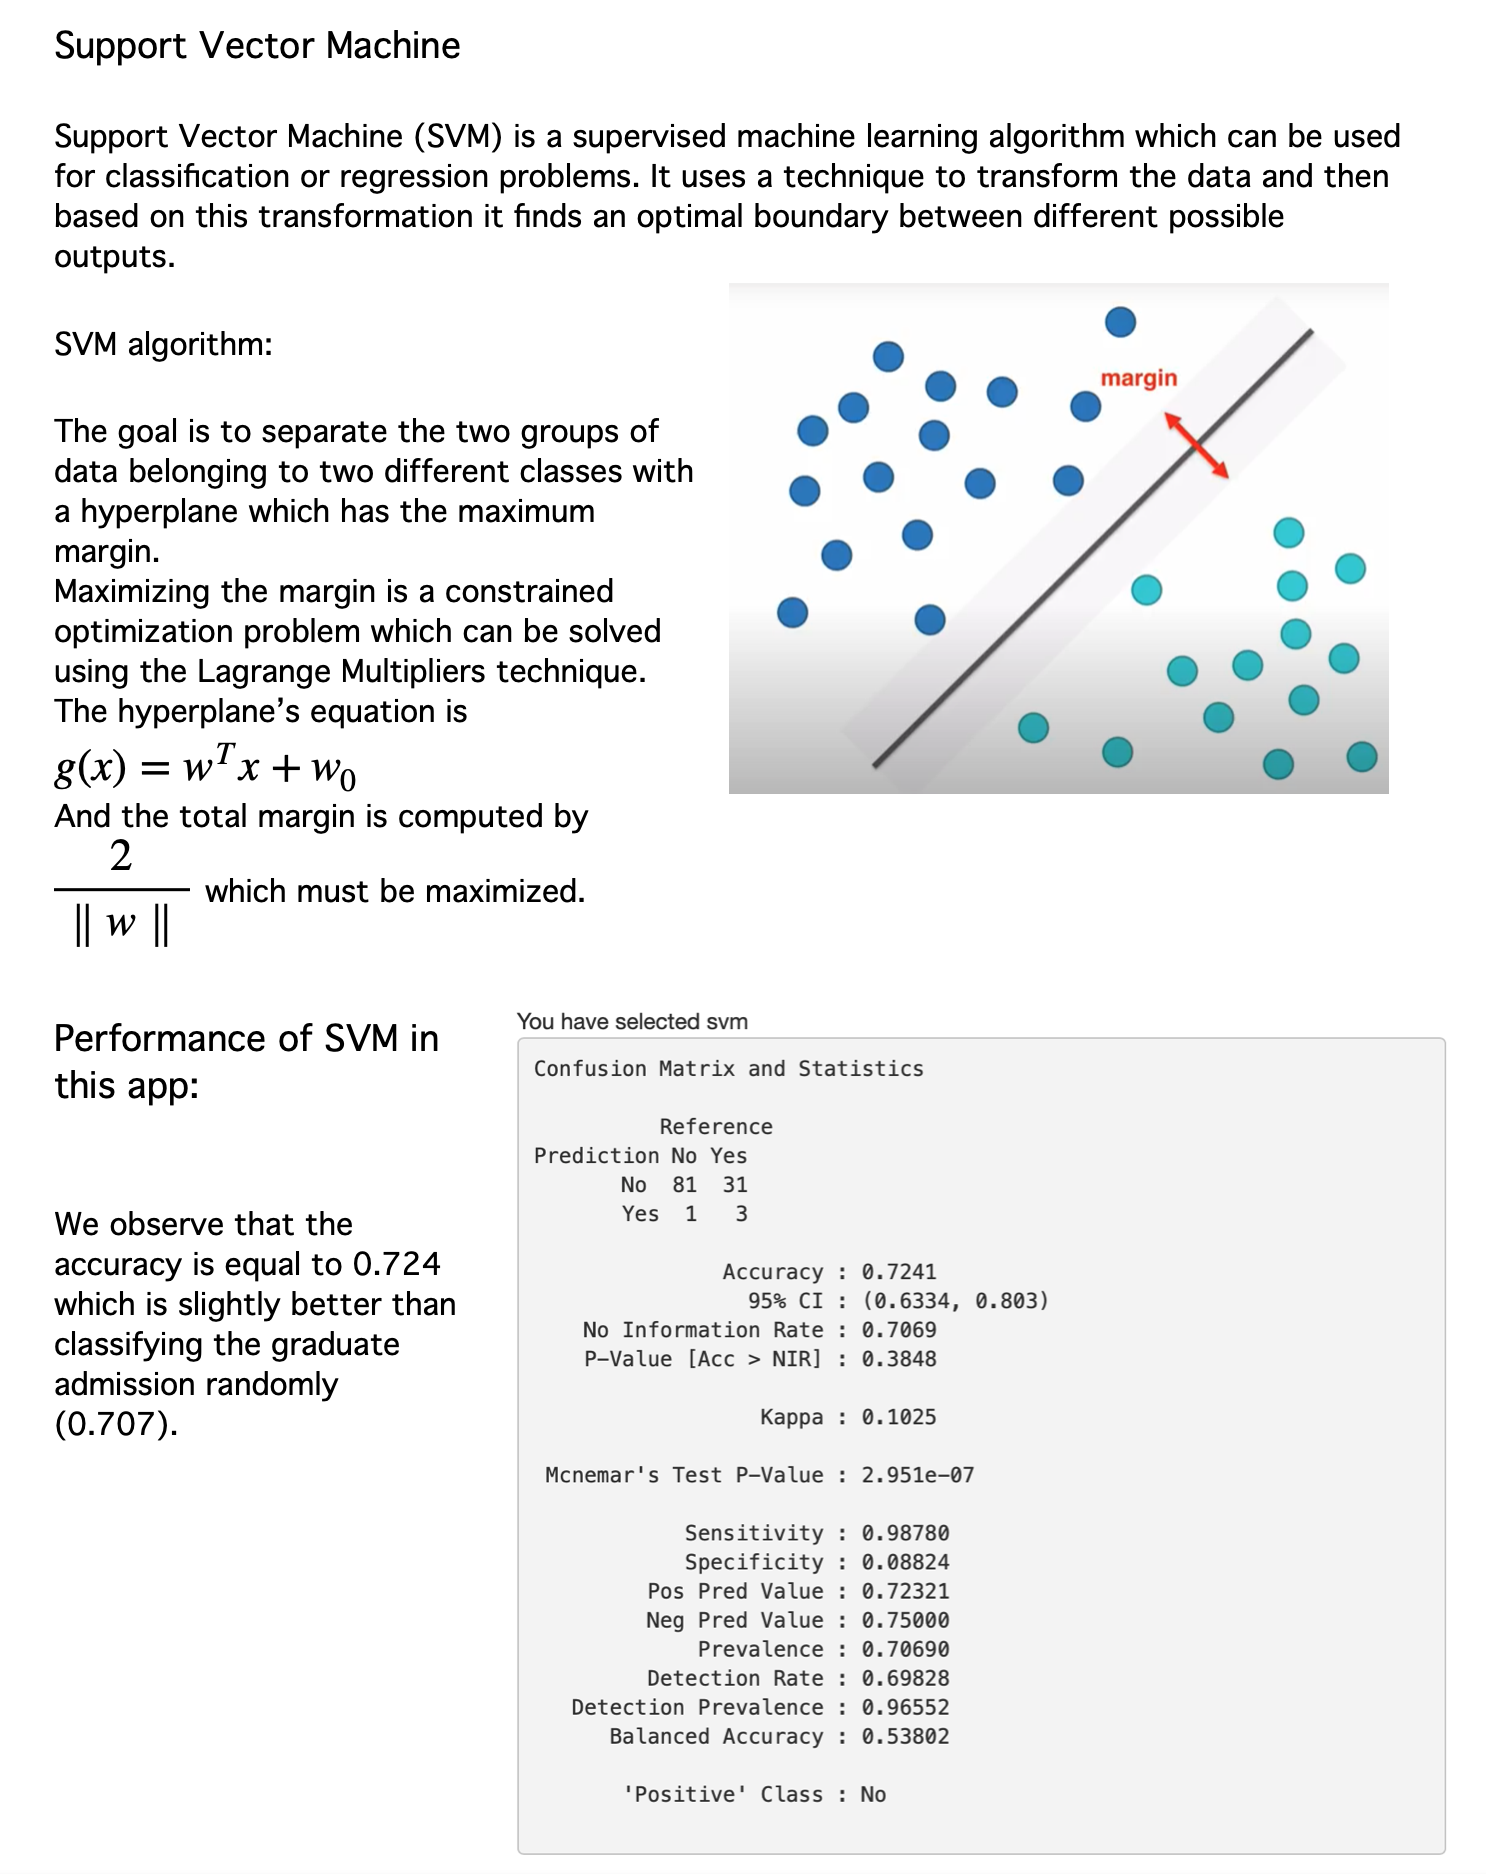 Support Vector Machine
Support Vector Machine (SVM) is a supervised machine learning algorithm which can be used
for classification or regression problems. It uses a technique to transform the data and then
based on this transformation it finds an optimal boundary between different possible
outputs.
SVM algorithm:
The goal is to separate the two groups of
data belonging to two different classes with
a hyperplane which has the maximum
margin.
Maximizing the margin is a constrained
optimization problem which can be solved
using the Lagrange Multipliers technique.
The hyperplane’s equation is
g(x) = w^T x + w_0
And the total margin is computed by
2
‖ w ‖
which must be maximized.
margin
Performance of SVM in
this app:
We observe that the
accuracy is equal to 0.724
which is slightly better than
classifying the graduate
admission randomly
(0.707).
You have selected svm
Confusion Matrix and Statistics
Reference
Prediction No Yes
No 81 31
Yes 1 3
Accuracy : 0.7241
95% CI : (0.6334, 0.803)
No Information Rate : 0.7069
P-Value [Acc > NIR] : 0.3848
Kappa : 0.1025
Mcnemar's Test P-Value : 2.951e-07
Sensitivity : 0.98780
Specificity : 0.08824
Pos Pred Value : 0.72321
Neg Pred Value : 0.75000
Prevalence : 0.70690
Detection Rate : 0.69828
Detection Prevalence : 0.96552
Balanced Accuracy : 0.53802
'Positive' Class : No